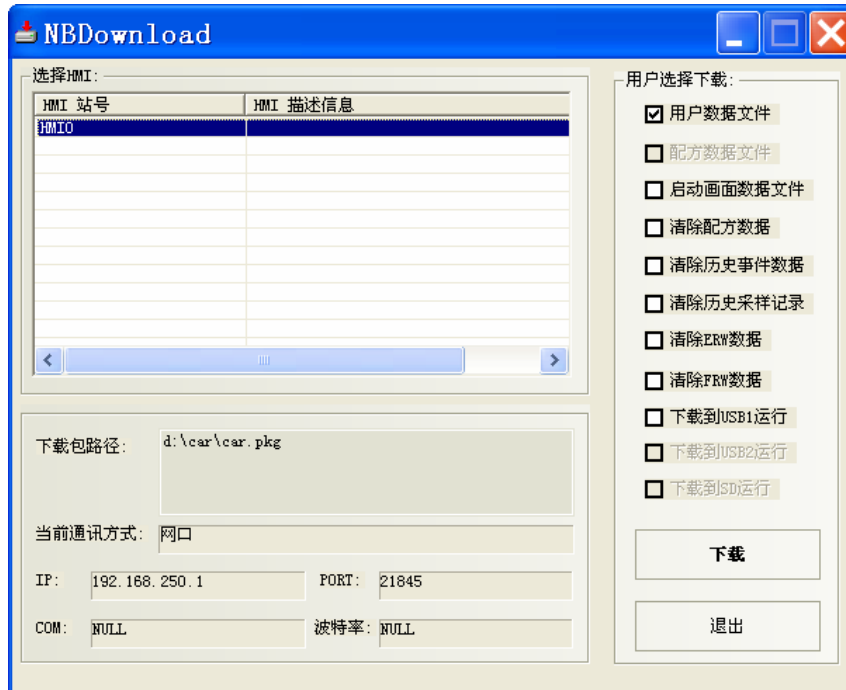 NBDownload
选择HMI:
HMI 站号 HMI 描述信息
HMI0
下载包路径: d:\car\car.pkg
当前通讯方式: 网口
IP: 192.168.250.1 PORT: 21845
COM: NULL 波特率: NULL
用户选择下载:
用户数据文件
配方数据文件
启动画面数据文件
清除配方数据
清除历史事件数据
清除历史采样记录
清除ERW数据
清除FRW数据
下载到USB1运行
下载到USB2运行
下载到SD运行
下载
退出